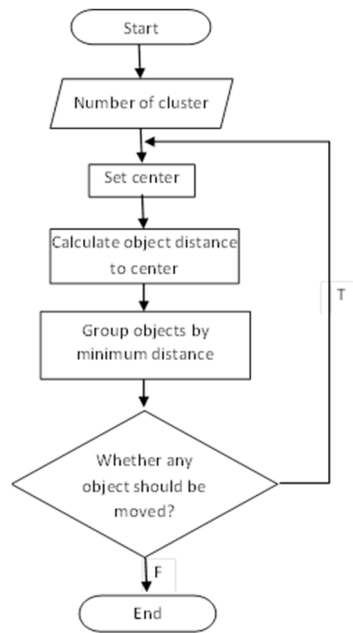 Start
Number of cluster
Set center
Calculate object distance
to center
Group objects by
minimum distance
Whether any
object should be
moved?
T
F
End